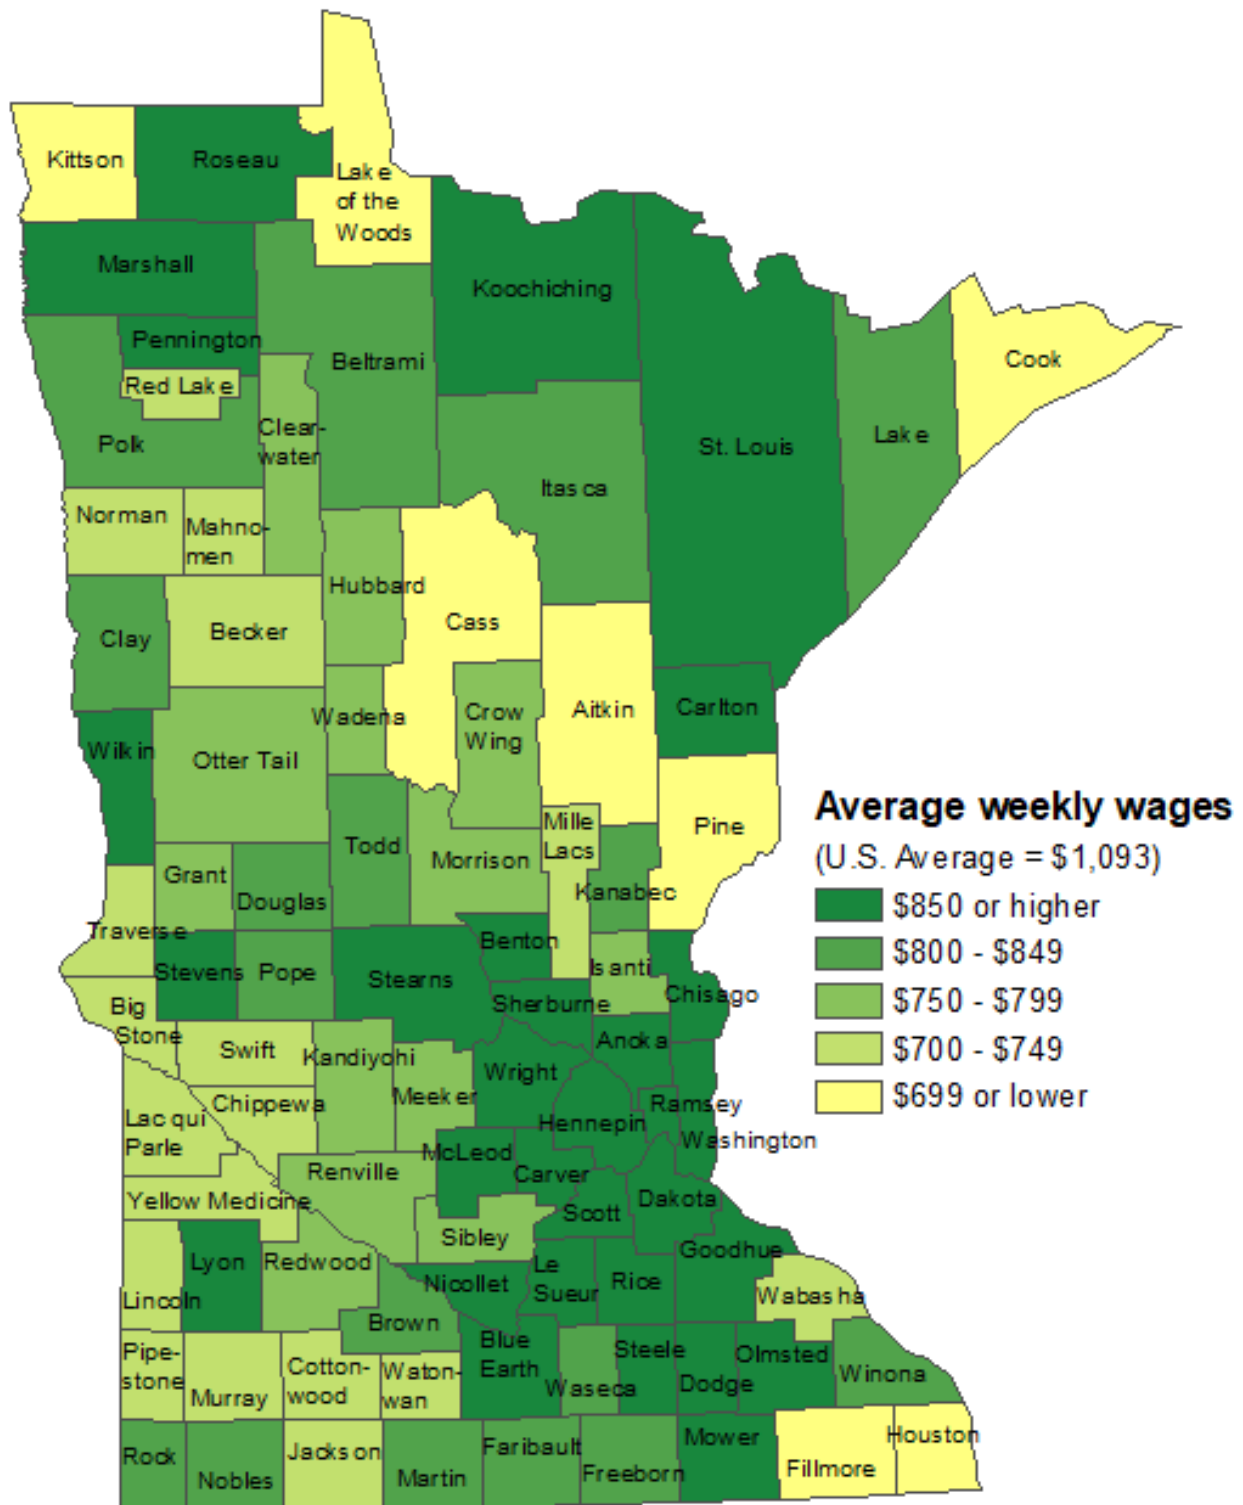 Kittson
Roseau
Lake
of the
Woods
Marshall
Koochiching
Pennington
Beltrami
Cook
Red Lake
Clear-
water
Polk
St. Louis
Lake
Itasca
Norman
Mahno-
men
Hubbard
Cass
Becker
Clay
Wadena
Crow
Wing
Aitkin
Carlton
Wilkin
Otter Tail
Average weekly wages
(U.S. Average = $1,093)
$850 or higher
$800 - $849
$750 - $799
$700 - $749
$699 or lower
Mille
Lacs
Pine
Todd
Morrison
Grant
Kanabec
Douglas
Traverse
Benton
Isanti
Stevens
Pope
Stearns
Chisago
Sherburne
Big
Stone
Anoka
Swift
Kandiyohi
Wright
Meeker
Chippewa
Ramsey
Lac qui
Parle
Hennepin
Washington
McLeod
Renville
Carver
Yellow Medicine
Dakota
Scott
Sibley
Goodhue
Lyon
Redwood
Nicollet
Le
Sueur
Rice
Lincoln
Wabasha
Brown
Blue
Earth
Steele
Olmsted
Pipe-
stone
Cotton-
wood
Waton-
wan
Waseca
Dodge
Winona
Murray
Mower
Houston
Rock
Nobles
Jackson
Martin
Faribault
Freeborn
Fillmore